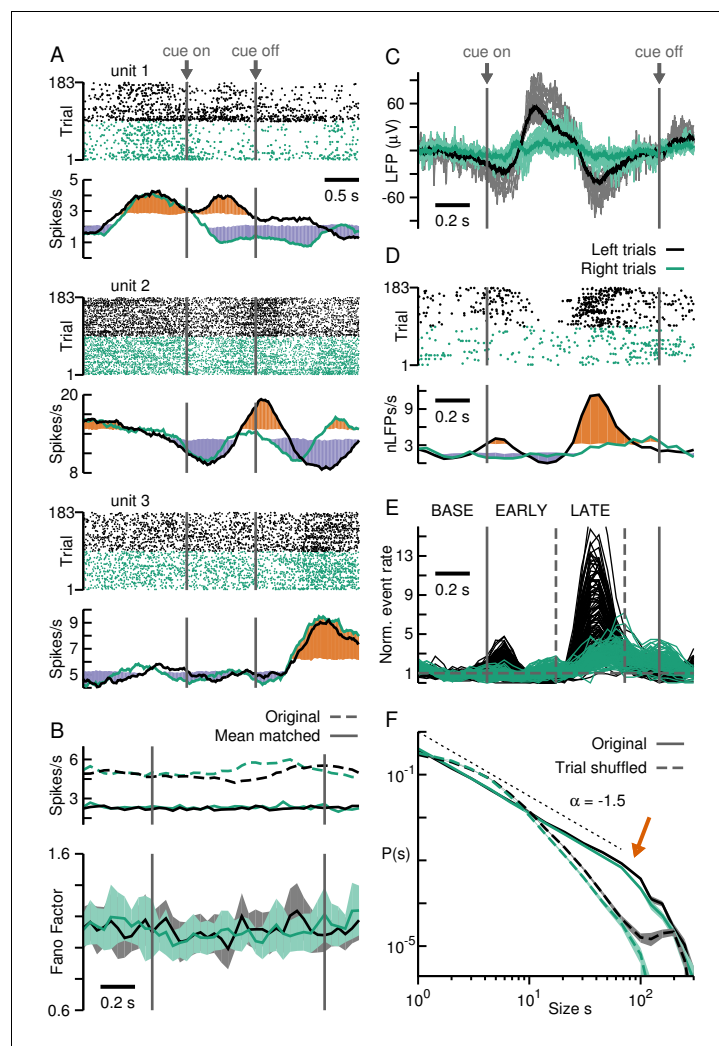 A
cue on
cue off
unit 1
183
Trial
1
0.5 s
5
3
1
Spikes/s
unit 2
183
Trial
1
20
8
Spikes/s
unit 3
183
Trial
1
9
7
5
Spikes/s
B
Original
Mean matched
6
3
Spikes/s
1.6
0.6
Fano Factor
0.2 s
C
cue on
cue off
60
-60
LFP (μV)
0.2 s
D
Left trials
Right trials
183
Trial
1
0.2 s
9
3
nLFPs/s
E
BASE
EARLY
LATE
0.2 s
13
9
5
1
Norm. event rate
F
Original
Trial shuffled
α = -1.5
10-1
P(s)
10-5
100
101
102
Size s